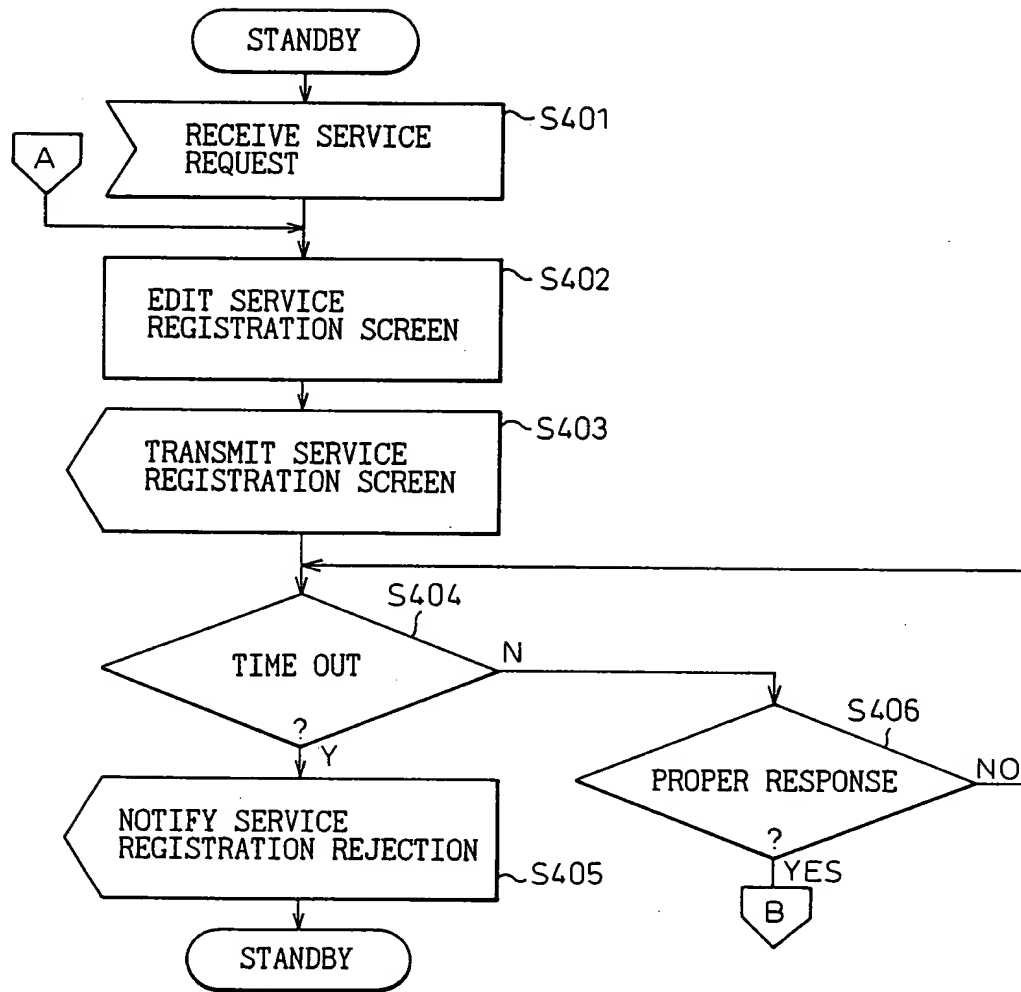 STANDBY
RECEIVE SERVICE
REQUEST
S401
A
EDIT SERVICE
REGISTRATION SCREEN
S402
TRANSMIT SERVICE
REGISTRATION SCREEN
S403
TIME OUT
?
S404
N
Y
PROPER RESPONSE
?
S406
NO
YES
NOTIFY SERVICE
REGISTRATION REJECTION
S405
B
STANDBY